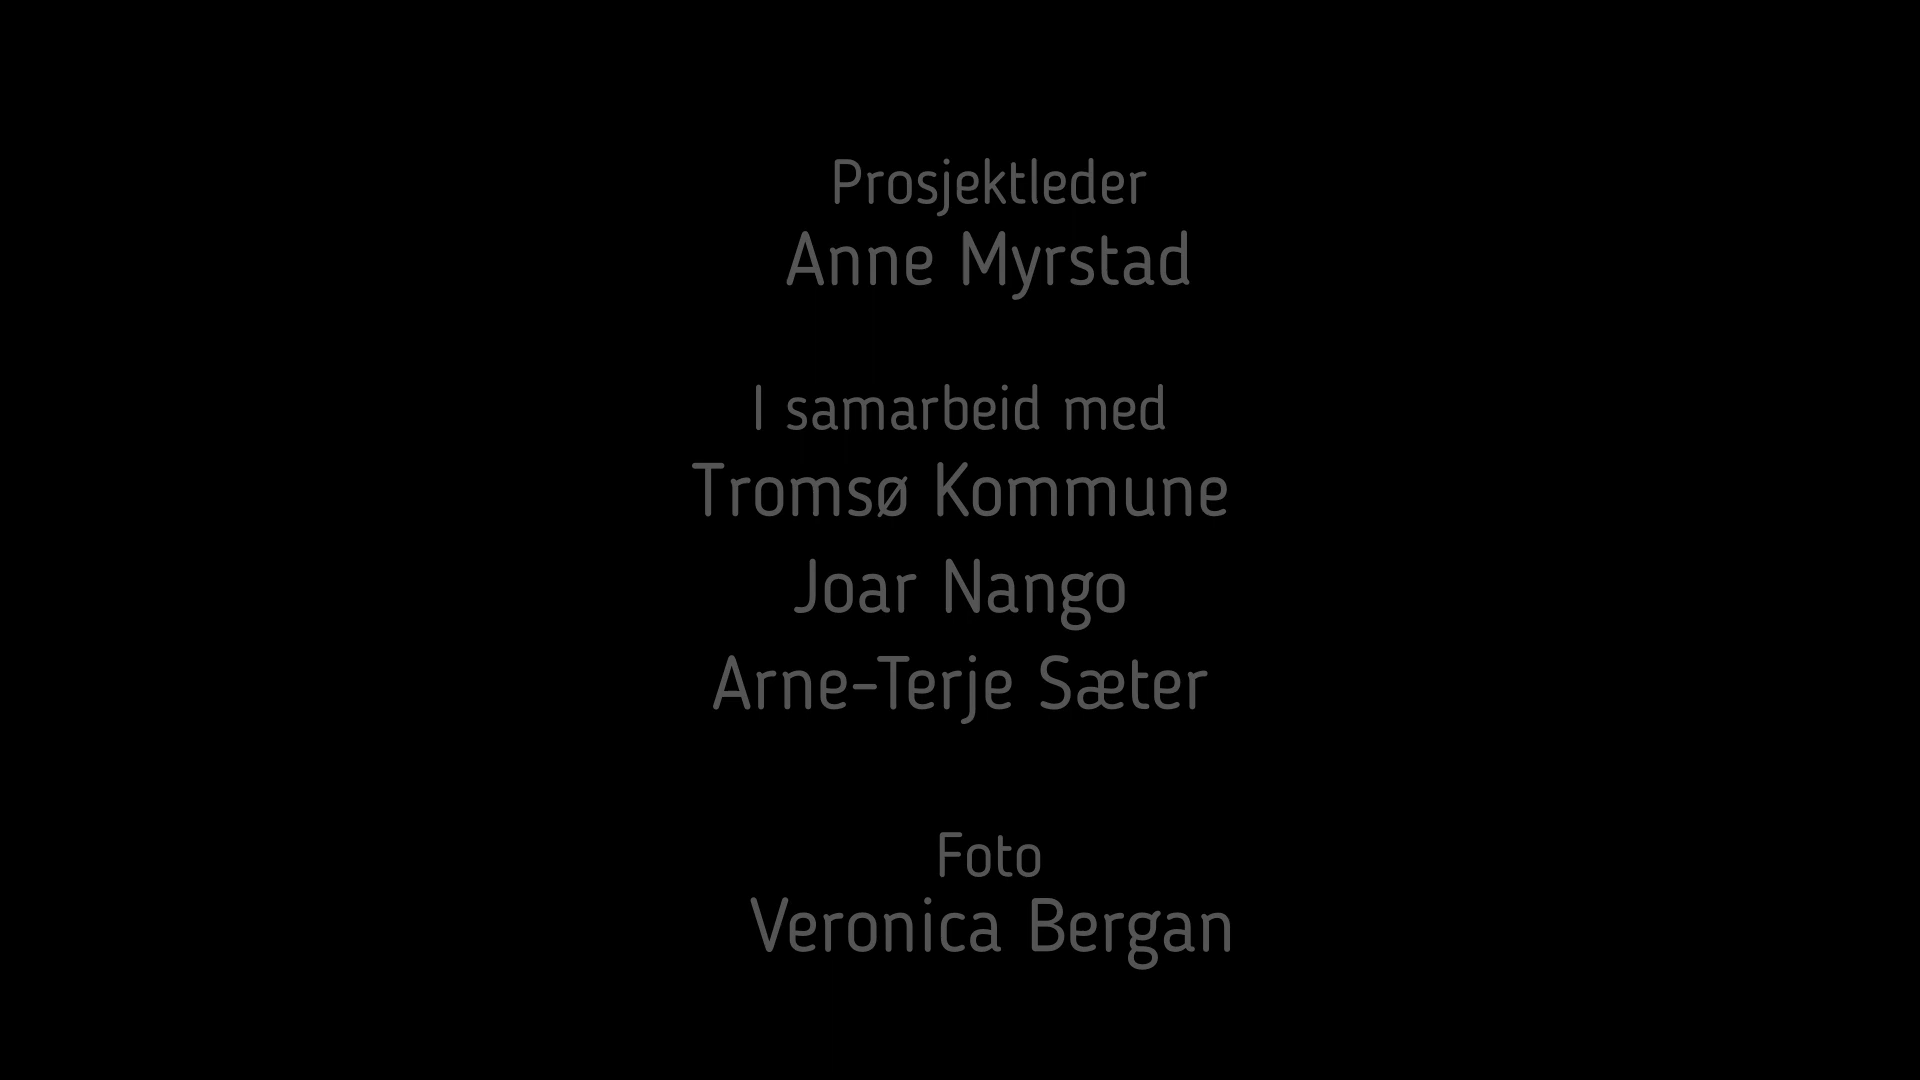 Prosjektleder
Anne Myrstad
I samarbeid med
Tromsø Kommune
Joar Nango
Arne-Terje Sæter
Foto
Veronica Bergan